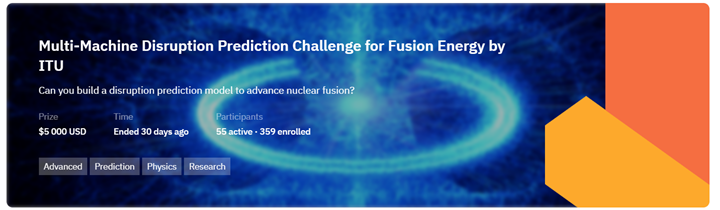 Multi-Machine Disruption Prediction Challenge for Fusion Energy by
ITU
Can you build a disruption prediction model to advance nuclear fusion?
Prize Time Participants
$5 000 USD Ended 30 days ago 55 active · 359 enrolled
Advanced Prediction Physics Research